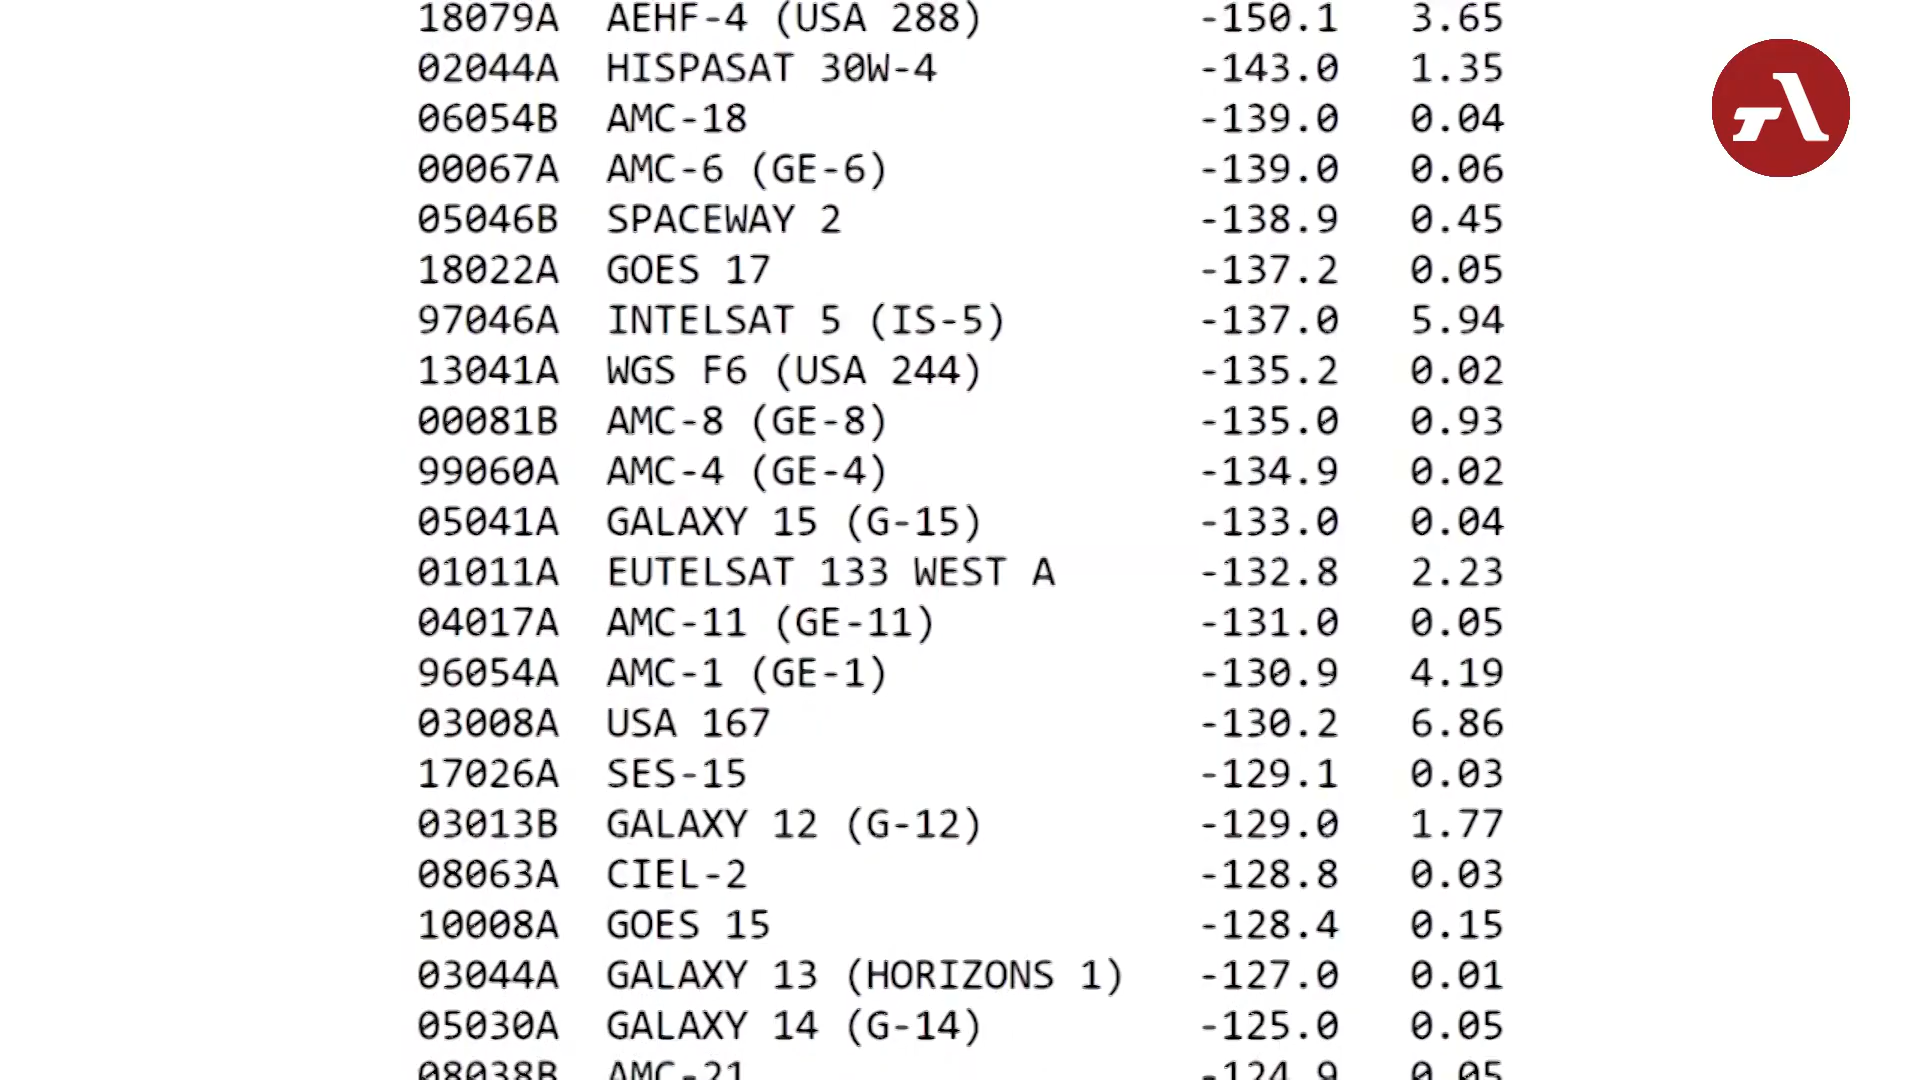 18079A AEHF-4 (USA 288) -150.1 3.65
02044A HISPASAT 30W-4 -143.0 1.35
06054B AMC-18 -139.0 0.04
00067A AMC-6 (GE-6) -139.0 0.06
05046B SPACEWAY 2 -138.9 0.45
18022A GOES 17 -137.2 0.05
97046A INTELSAT 5 (IS-5) -137.0 5.94
13041A WGS F6 (USA 244) -135.2 0.02
00081B AMC-8 (GE-8) -135.0 0.93
99060A AMC-4 (GE-4) -134.9 0.02
05041A GALAXY 15 (G-15) -133.0 0.04
01011A EUTELSAT 133 WEST A -132.8 2.23
04017A AMC-11 (GE-11) -131.0 0.05
96054A AMC-1 (GE-1) -130.9 4.19
03008A USA 167 -130.2 6.86
17026A SES-15 -129.1 0.03
03013B GALAXY 12 (G-12) -129.0 1.77
08063A CIEL-2 -128.8 0.03
10008A GOES 15 -128.4 0.15
03044A GALAXY 13 (HORIZONS 1) -127.0 0.01
05030A GALAXY 14 (G-14) -125.0 0.05
08038B AMC-21 -124.9 0.05